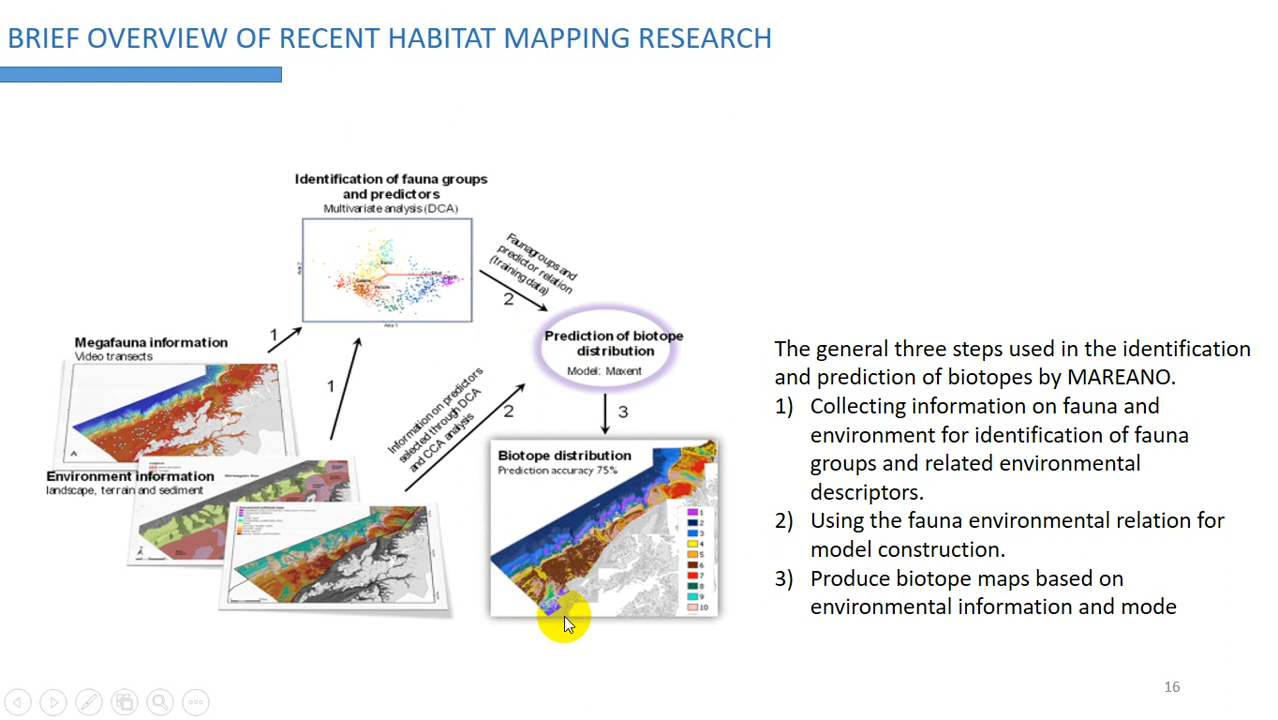 BRIEF OVERVIEW OF RECENT HABITAT MAPPING RESEARCH
Identification of fauna groups
and predictors
Multivariate analysis (DCA)
Axis 2
Axis 1
Faunagroups and
predictor relation
(training data)
2
1
Megafauna information
Video transects
A
1
Prediction of biotope
distribution
Model: Maxent
Information on predictors
selected through DCA
and CCA analysis
2
3
Environment information
landscape, terrain and sediment
Biotope distribution
Prediction accuracy 75%
1
2
3
4
5
6
7
8
9
10
The general three steps used in the identification
and prediction of biotopes by MAREANO.
1) Collecting information on fauna and
environment for identification of fauna
groups and related environmental
descriptors.
2) Using the fauna environmental relation for
model construction.
3) Produce biotope maps based on
environmental information and mode
16